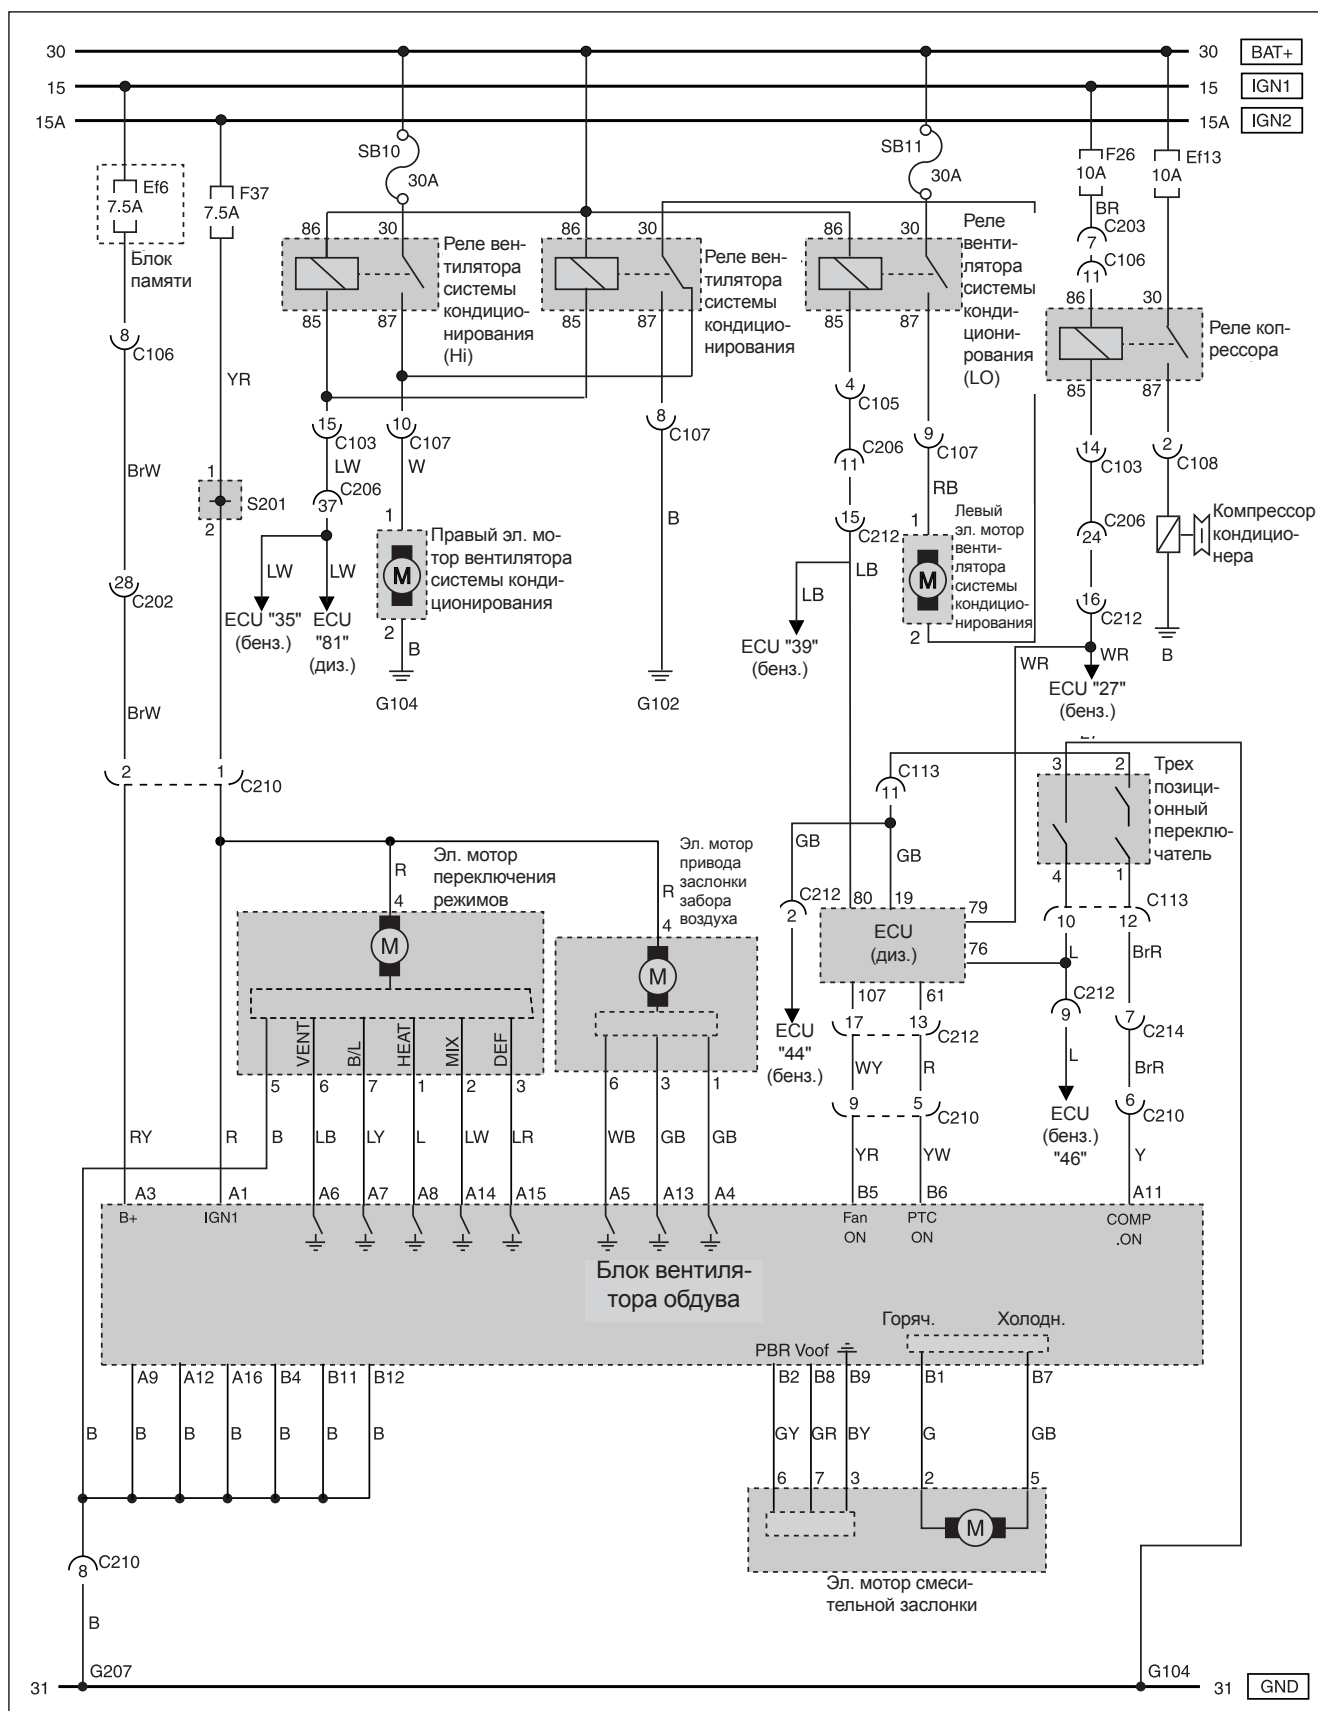 30
30
BAT+
15
15
IGN1
15A
15A
IGN2
SB10
30A
SB11
30A
F26
10A
Ef13
10A
Ef6
7.5A
F37
7.5A
BR
C203
7
C106
11
Блок
памяти
86
30
85
87
Реле вен-
тилятора
системы
кондицио-
нирования
(Hi)
86
30
85
87
Реле вен-
тилятора
системы
кондицио-
нирования
86
30
85
87
Реле
венти-
лятора
системы
конди-
циони-
рования
(LO)
86
30
85
87
Реле коп-
рессора
8
C106
YR
15
C103
LW
C206
37
10
C107
W
8
C107
4
C105
C206
11
9
C107
RB
14
C103
2
C108
BrW
1
S201
2
15
C212
LB
C206
24
16
C212
28
C202
LW
LW
ECU "35"
(бенз.)
ECU
"81"
(диз.)
1
M
2
B
G104
Правый эл. мо-
тор вентилятора
системы конди-
ционирования
B
G102
LB
ECU "39"
(бенз.)
1
M
2
Левый
эл. мотор
венти-
лятора
системы
кондицио-
нирования
Компрессор
кондицио-
нера
B
WR
WR
ECU "27"
(бенз.)
BrW
2
1
C210
C113
11
GB
GB
3
2
4
1
Трех
позици-
онный
переклю-
чатель
R
4
M
Эл. мотор
переключения
режимов
R
4
M
Эл. мотор
привода
заслонки
забора
воздуха
C212
2
ECU
"44"
(бенз.)
80
19
79
76
ECU
(диз.)
107
61
C113
10
12
L
BrR
C212
9
L
ECU
(бенз.)
"46"
7
C214
BrR
6
C210
Y
17
13
C212
WY
R
9
5
C210
YR
YW
VENT
B/L
HEAT
MIX
DEF
5
6
7
1
2
3
6
3
1
RY
R
B
LB
LY
L
LW
LR
WB
GB
GB
A3
A1
A6
A7
A8
A14
A15
A5
A13
A4
B5
B6
A11
B+
IGN1
Fan
ON
PTC
ON
COMP
.ON
Блок вентиля-
тора обдува
Горяч.
Холодн.
PBR Voof
A9
A12
A16
B4
B11
B12
B2
B8
B9
B1
B7
B
B
B
B
B
B
B
GY
GR
BY
G
GB
6
7
3
2
5
M
Эл. мотор смеси-
тельной заслонки
C210
8
B
G207
G104
31
31
GND